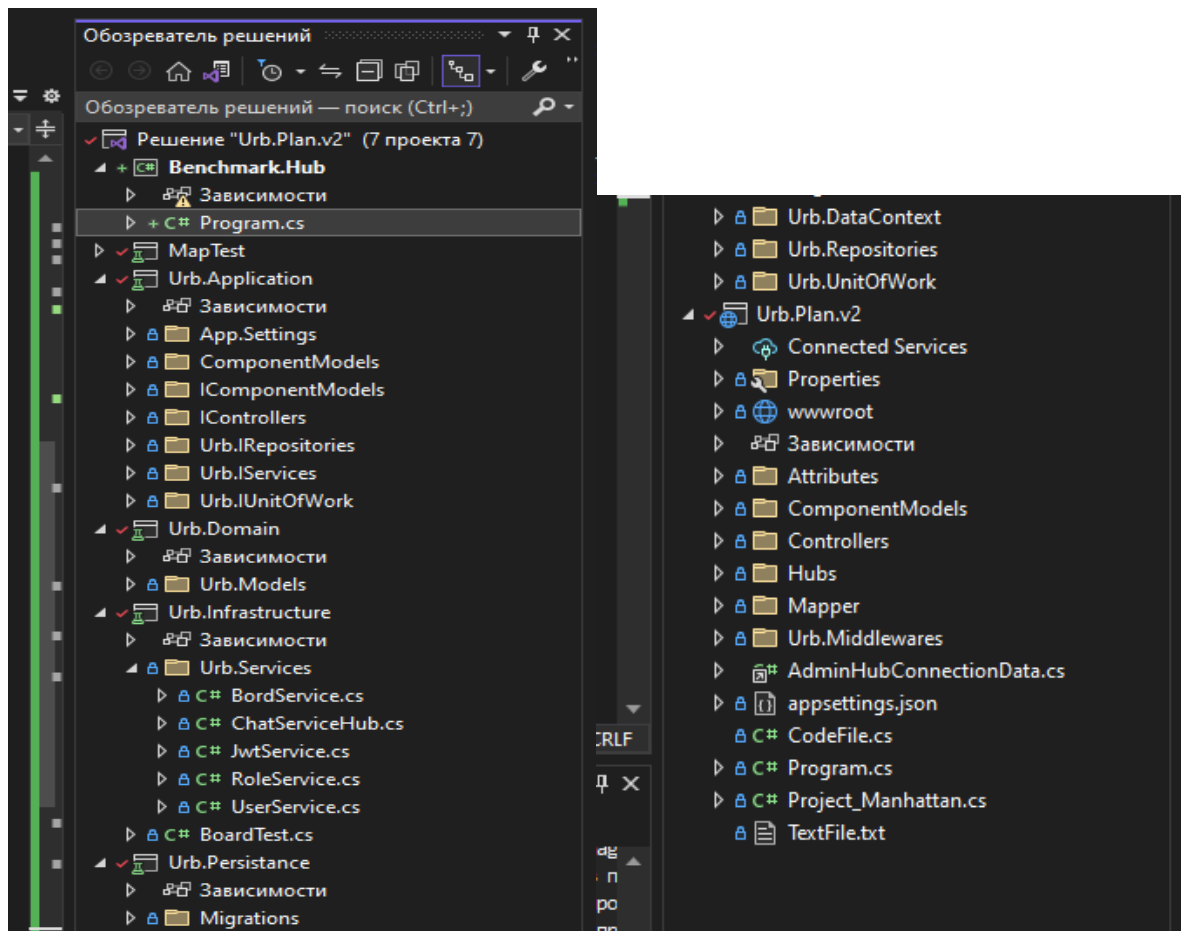 Обозреватель решений
Обозреватель решений — поиск (Ctrl+;)
Решение "Urb.Plan.v2" (7 проекта 7)
+ C# Benchmark.Hub
Зависимости
+ C# Program.cs
MapTest
Urb.Application
Зависимости
App.Settings
ComponentModels
IComponentModels
IControllers
Urb.IRepositories
Urb.IServices
Urb.IUnitOfWork
Urb.Domain
Зависимости
Urb.Models
Urb.Infrastructure
Зависимости
Urb.Services
C# BordService.cs
C# ChatServiceHub.cs
C# JwtService.cs
C# RoleService.cs
C# UserService.cs
C# BoardTest.cs
Urb.Persistance
Зависимости
Migrations
Urb.DataContext
Urb.Repositories
Urb.UnitOfWork
Urb.Plan.v2
Connected Services
Properties
wwwroot
Зависимости
Attributes
ComponentModels
Controllers
Hubs
Mapper
Urb.Middlewares
AdminHubConnectionData.cs
appsettings.json
C# CodeFile.cs
C# Program.cs
C# Project_Manhattan.cs
TextFile.txt
CRLF